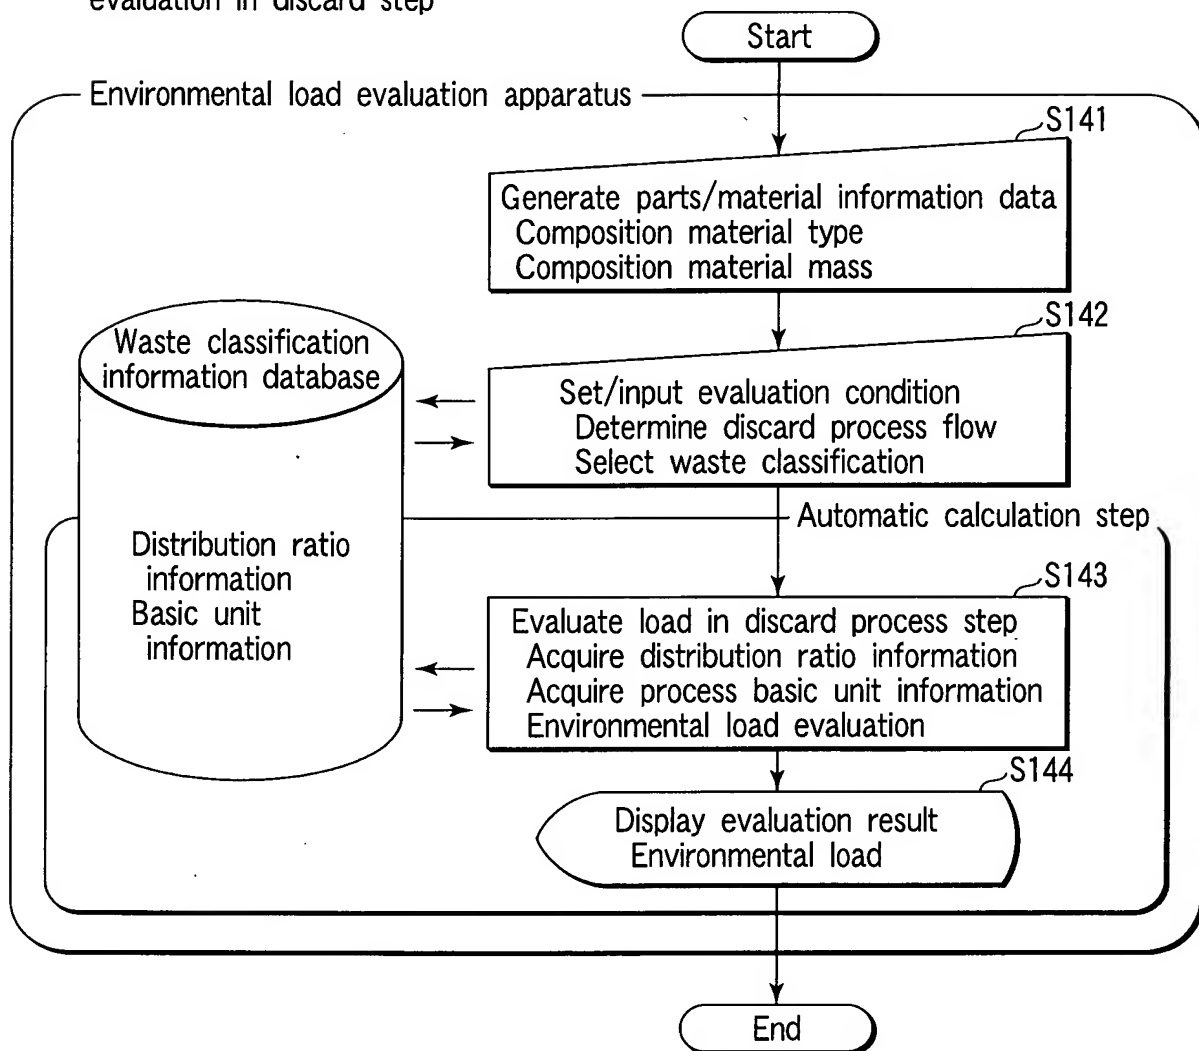 evaluation in discard step
Start
Environmental load evaluation apparatus
S141
Generate parts/material information data
Composition material type
Composition material mass
S142
Waste classification
information database
Set/input evaluation condition
Determine discard process flow
Select waste classification
Automatic calculation step
Distribution ratio
information
Basic unit
information
S143
Evaluate load in discard process step
Acquire distribution ratio information
Acquire process basic unit information
Environmental load evaluation
S144
Display evaluation result
Environmental load
End